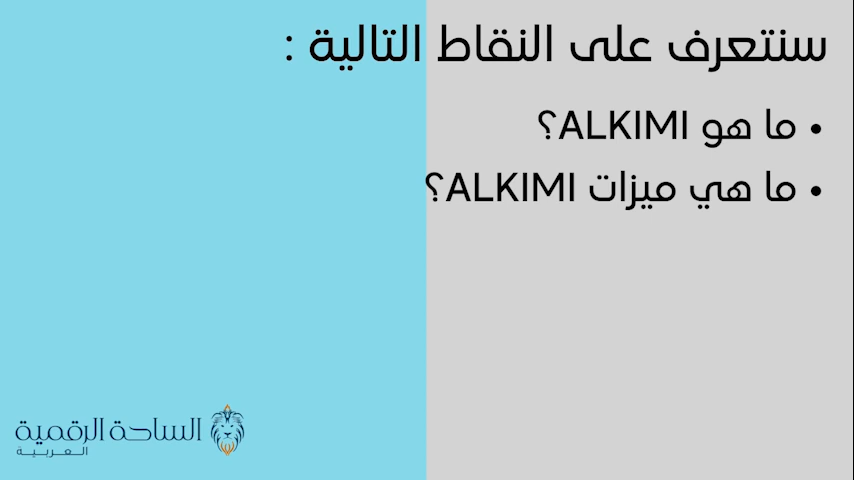 سنتعرف على النقاط التالية :
• ما هو ALKIMI؟
• ما هي ميزات ALKIMI؟
الساحة الرقمية
العربية